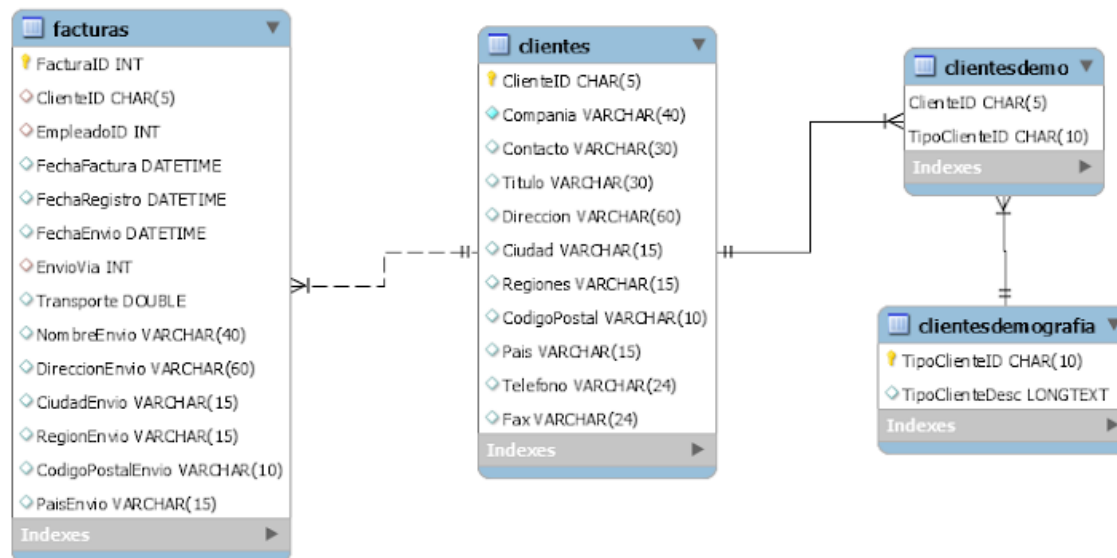 facturas
FacturaID INT
ClienteID CHAR(5)
EmpleadoID INT
FechaFactura DATETIME
FechaRegistro DATETIME
FechaEnvio DATETIME
EnvioVia INT
Transporte DOUBLE
NombreEnvio VARCHAR(40)
DireccionEnvio VARCHAR(60)
CiudadEnvio VARCHAR(15)
RegionEnvio VARCHAR(15)
CodigoPostalEnvio VARCHAR(10)
PaisEnvio VARCHAR(15)
Indexes
clientes
ClienteID CHAR(5)
Compania VARCHAR(40)
Contacto VARCHAR(30)
Titulo VARCHAR(30)
Direccion VARCHAR(60)
Ciudad VARCHAR(15)
Regiones VARCHAR(15)
CodigoPostal VARCHAR(10)
Pais VARCHAR(15)
Telefono VARCHAR(24)
Fax VARCHAR(24)
Indexes
clientesdemo
ClienteID CHAR(5)
TipoClienteID CHAR(10)
Indexes
clientesdemografia
TipoClienteID CHAR(10)
TipoClienteDesc LONGTEXT
Indexes